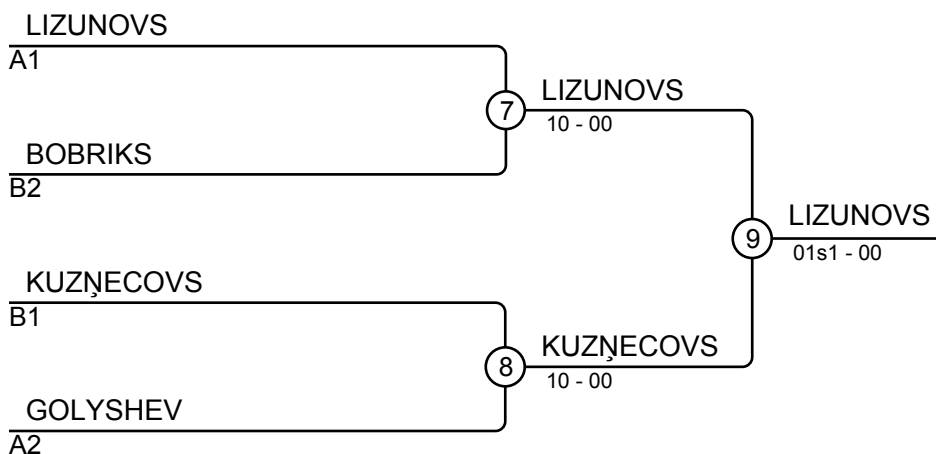 LIZUNOVS
A1
7
LIZUNOVS
10 - 00
BOBRIKS
B2
9
LIZUNOVS
01s1 - 00
KUZŅECOVS
B1
8
KUZŅECOVS
10 - 00
GOLYSHEV
A2